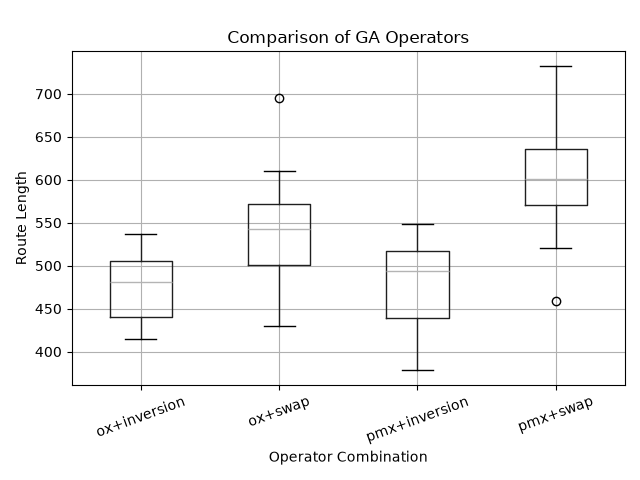 Comparison of GA Operators
Route Length
700
650
600
550
500
450
400
ox+inversion
ox+swap
pmx+inversion
pmx+swap
Operator Combination